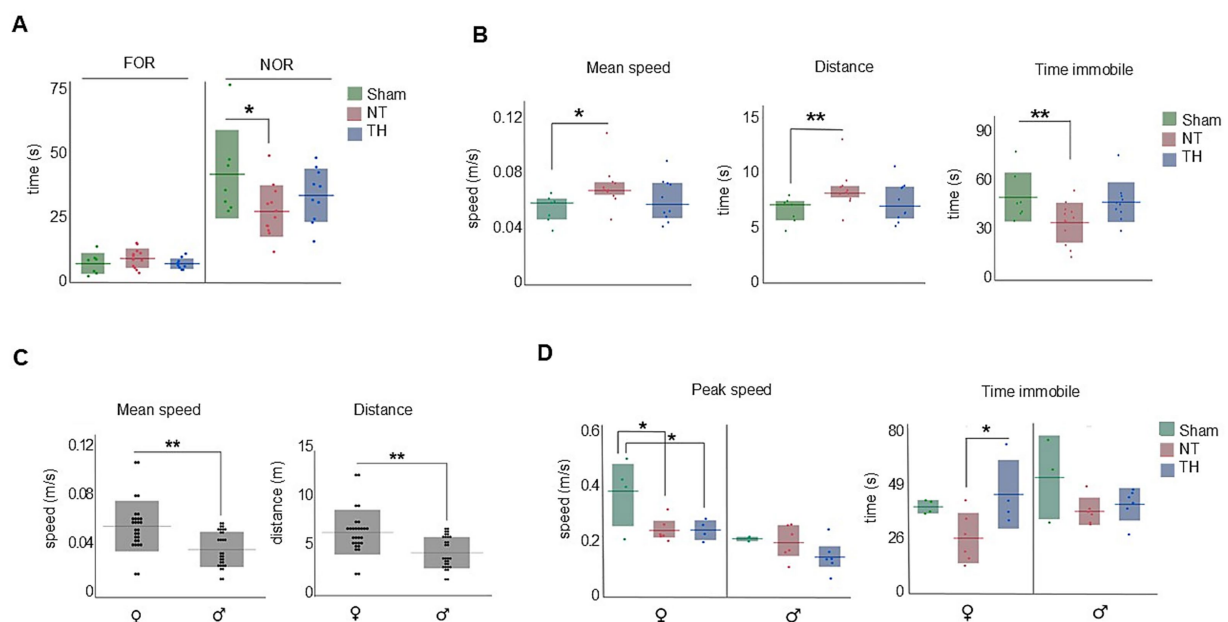 A
FOR
NOR
75
50
25
0
time (s)
*
Sham
NT
TH
B
Mean speed
Distance
Time immobile
0.12
0.08
0.04
0
speed (m/s)
*
15
10
5
0
time (s)
**
90
60
30
0
time (s)
**
Sham
NT
TH
C
Mean speed
Distance
0.12
0.08
0.04
0
speed (m/s)
**
♀ ♂
15
10
5
0
distance (m)
**
♀ ♂
D
Peak speed
Time immobile
0.6
0.4
0.2
0
speed (m/s)
*
*
♀ ♂
80
49
26
0
time (s)
*
♀ ♂
Sham
NT
TH